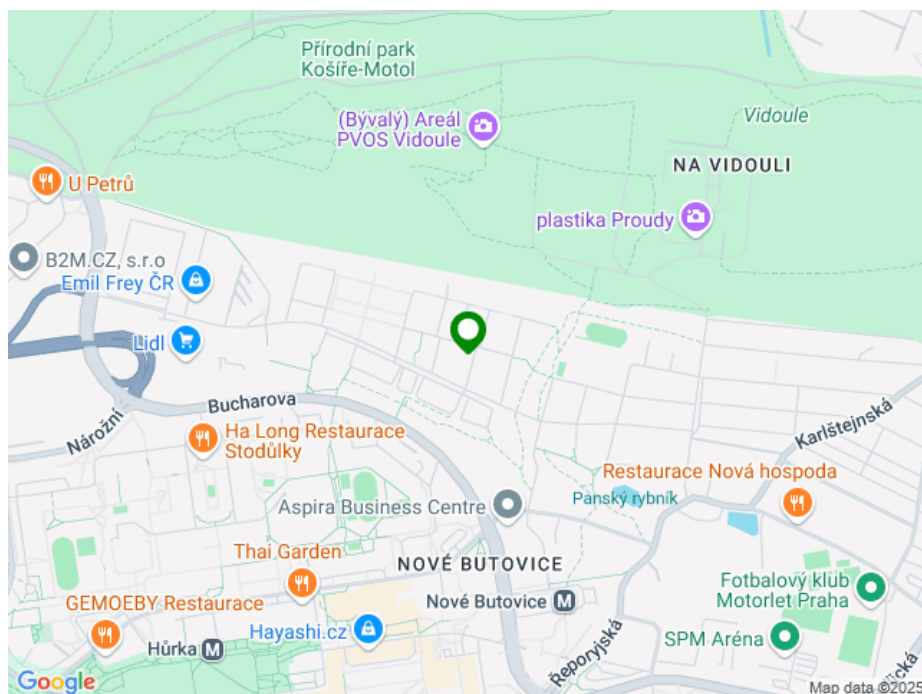 Přírodní park
Košíře-Motol
(Bývalý) Areál
PVOS Vidoule
Vidoule
NA VIDOULI
U Petrů
plastika Proudy
B2M.CZ, s.r.o
Emil Frey ČR
Lidl
Bucharova
Nárožní
Karlštejnská
Ha Long Restaurace
Stodůlky
Restaurace Nová hospoda
Panský rybník
Aspira Business Centre
Thai Garden
NOVÉ BUTOVICE
Fotbalový klub
Motorlet Praha
GEMOEBY Restaurace
Nové Butovice M
Hayashi.cz
Řeporyjská
SPM Aréna
Hůrka M
Google
Map data ©2025